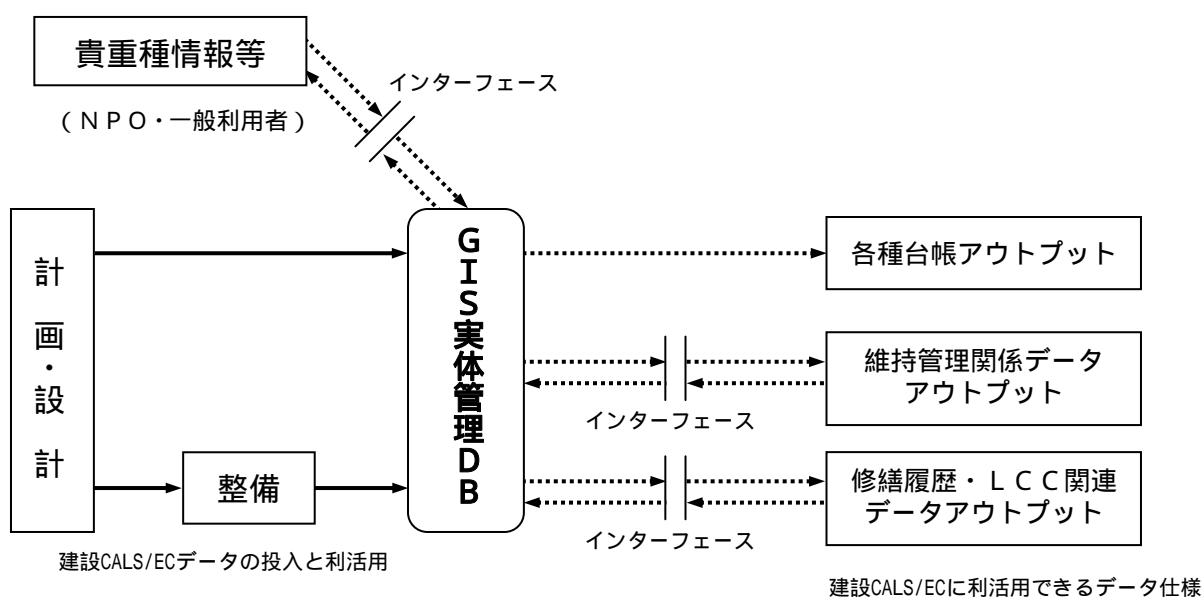 貴重種情報等
インターフェース
(ＮＰＯ・一般利用者)
計画・設計
整備
ＧＩＳ実体管理ＤＢ
各種台帳アウトプット
維持管理関係データ
アウトプット
インターフェース
修繕履歴・ＬＣＣ関連
データアウトプット
インターフェース
建設CALS/ECデータの投入と利活用
建設CALS/ECに利活用できるデータ仕様